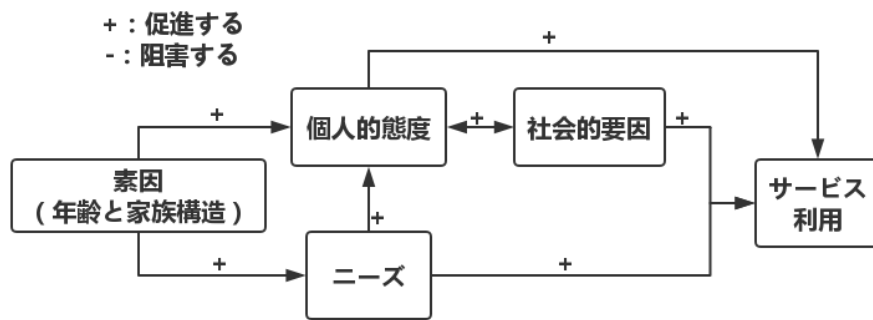 +：促進する
-：阻害する
+
+
個人的態度
+
社会的要因
+
素因
（年齢と家族構造）
サービス
利用
+
+
ニーズ
+